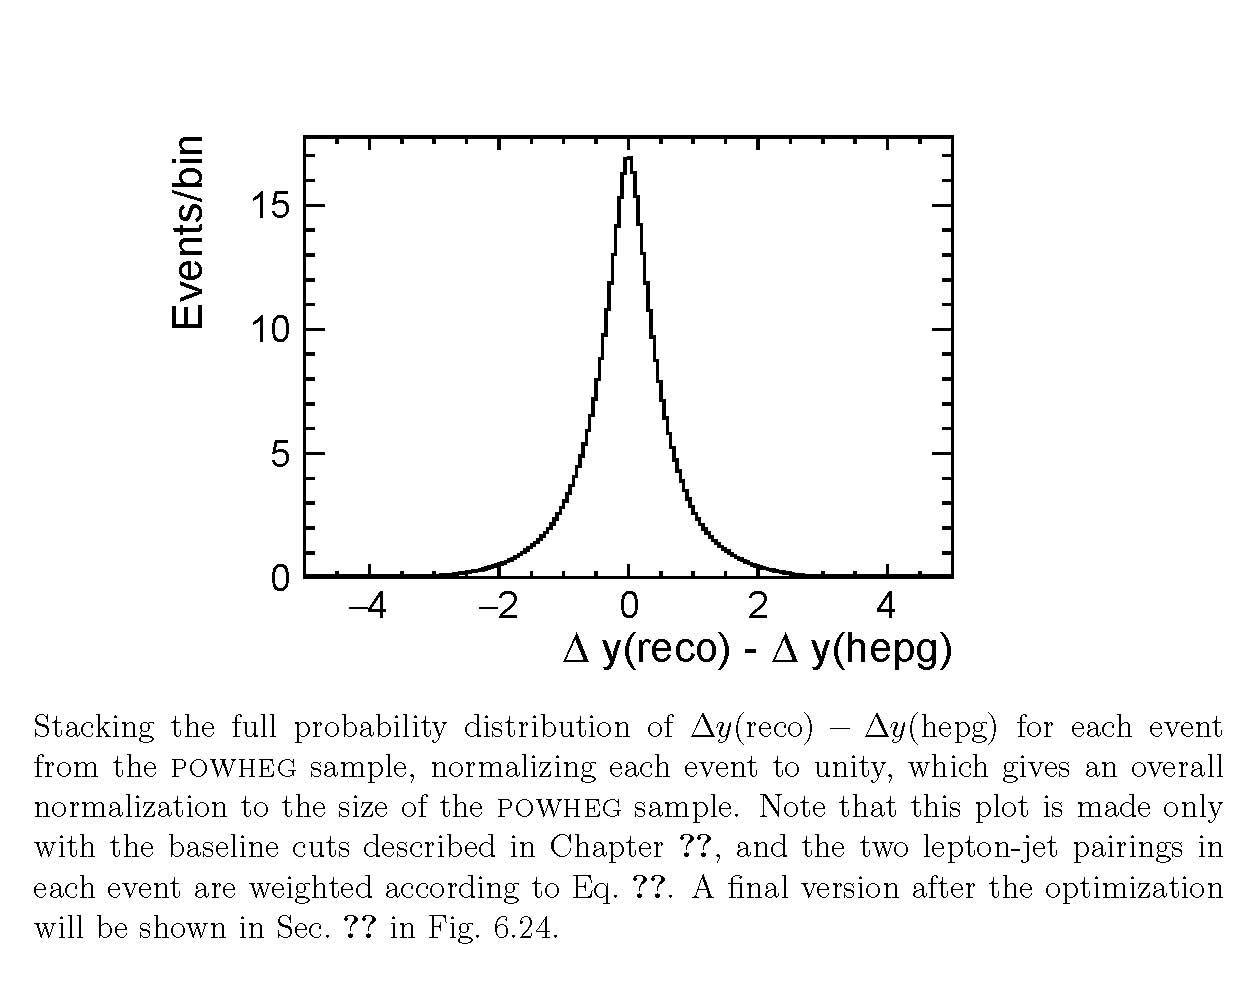 Events/bin
15
10
5
0
−4 −2 0 2 4
Δ y(reco) - Δ y(hepg)
Stacking the full probability distribution of Δy(reco) − Δy(hepg) for each event
from the POWHEG sample, normalizing each event to unity, which gives an overall
normalization to the size of the POWHEG sample. Note that this plot is made only
with the baseline cuts described in Chapter ??, and the two lepton-jet pairings in
each event are weighted according to Eq. ??. A final version after the optimization
will be shown in Sec. ?? in Fig. 6.24.